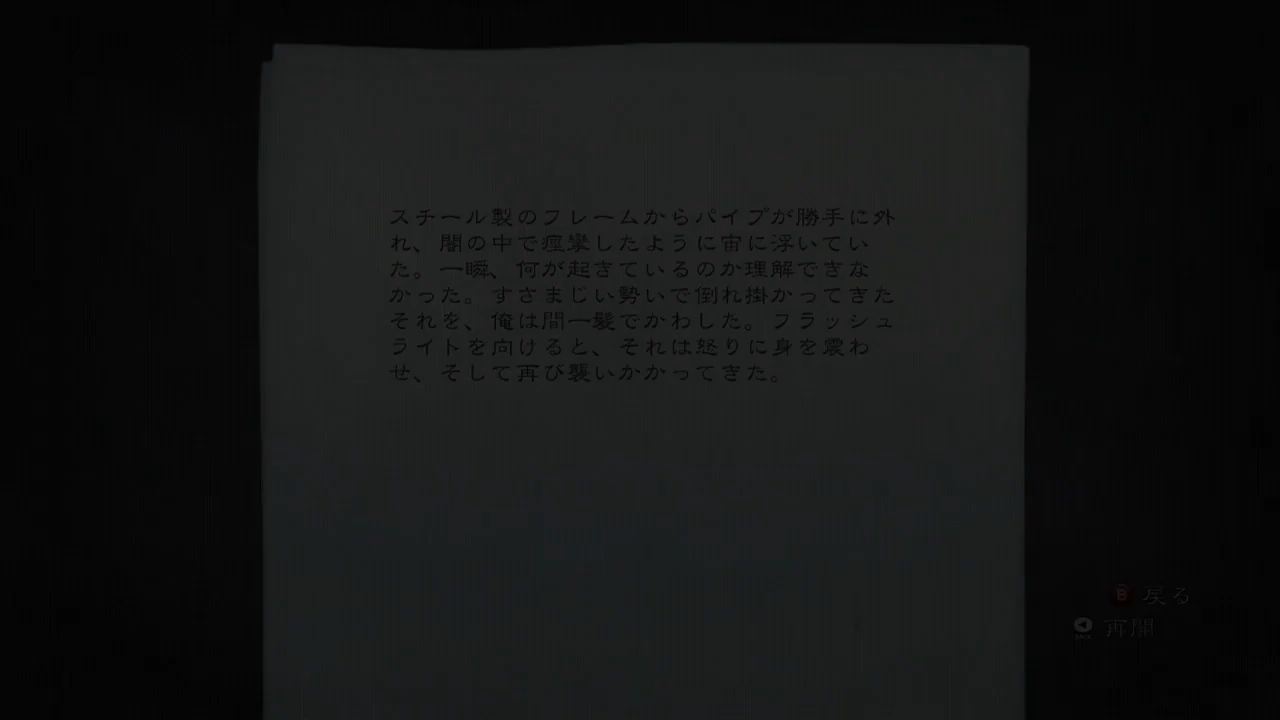 スチール製のフレームからパイプが勝手に外
れ、闇の中で痙攣したように宙に浮いてい
た。一瞬、何が起きているのか理解できな
かった。すさまじい勢いで倒れ掛かってきた
それを、俺は間一髪でかわした。フラッシュ
ライトを向けると、それは怒りに身を震わ
せ、そして再び襲いかかってきた。
B 戻る
再開